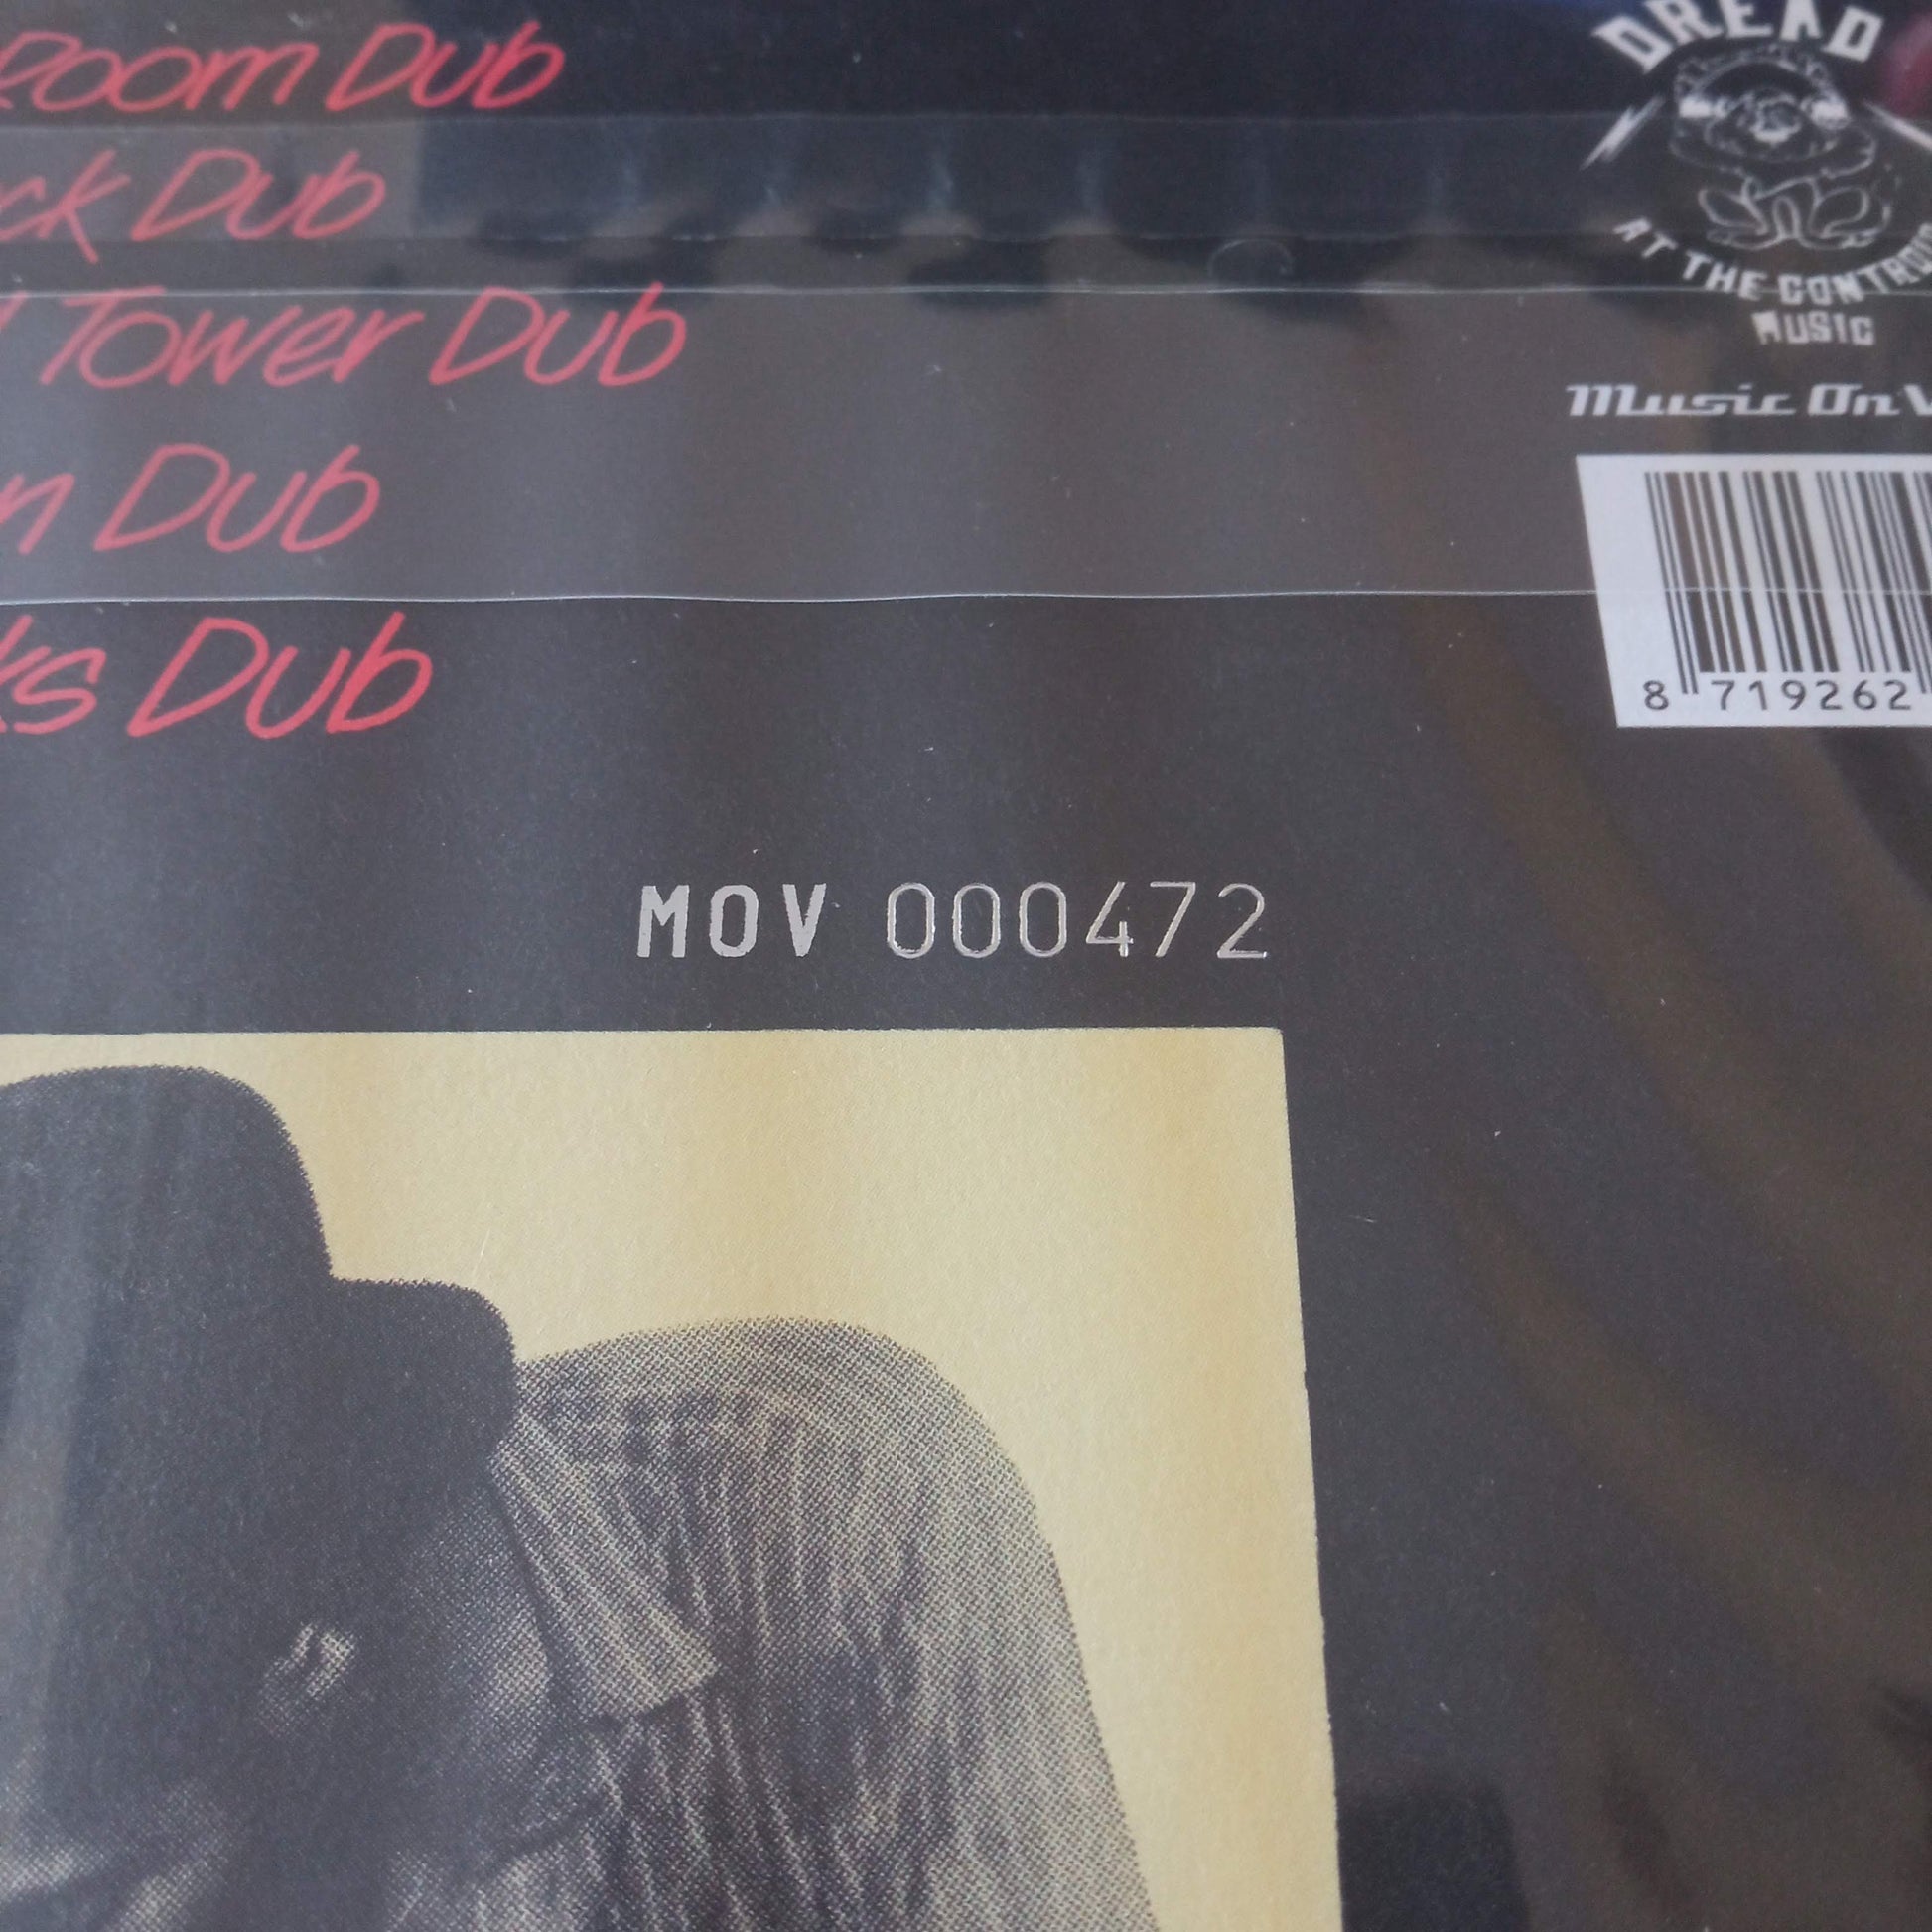 Room Dub
ck Dub
Tower Dub
n Dub
ks Dub
DREAD
AT THE CONTROLS
MUSIC
Music On V
8 719262
MOV 000472